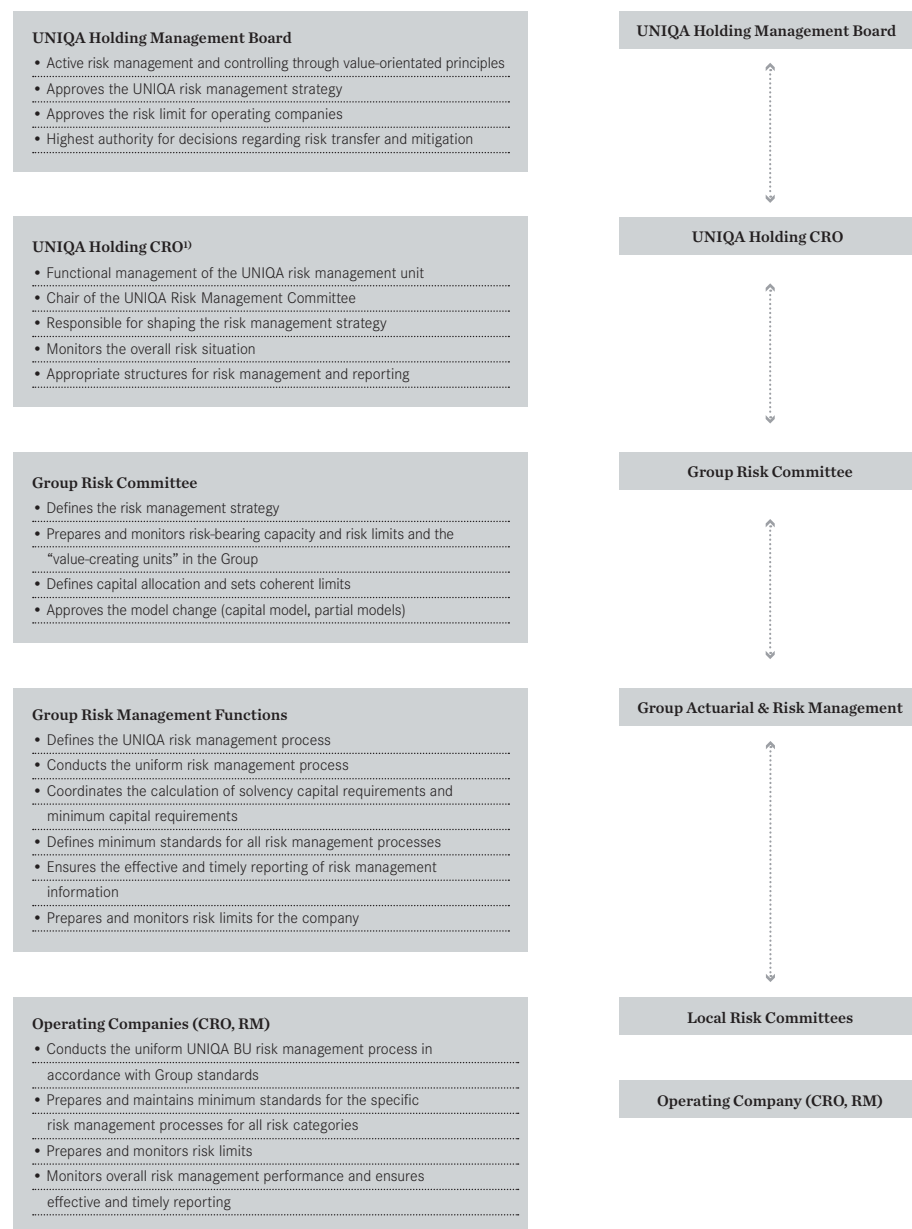 UNIQA Holding Management Board
• Active risk management and controlling through value-orientated principles
• Approves the UNIQA risk management strategy
• Approves the risk limit for operating companies
• Highest authority for decisions regarding risk transfer and mitigation
UNIQA Holding Management Board
UNIQA Holding CRO¹⁾
• Functional management of the UNIQA risk management unit
• Chair of the UNIQA Risk Management Committee
• Responsible for shaping the risk management strategy
• Monitors the overall risk situation
• Appropriate structures for risk management and reporting
UNIQA Holding CRO
Group Risk Committee
• Defines the risk management strategy
• Prepares and monitors risk-bearing capacity and risk limits and the
“value-creating units” in the Group
• Defines capital allocation and sets coherent limits
• Approves the model change (capital model, partial models)
Group Risk Committee
Group Risk Management Functions
• Defines the UNIQA risk management process
• Conducts the uniform risk management process
• Coordinates the calculation of solvency capital requirements and
minimum capital requirements
• Defines minimum standards for all risk management processes
• Ensures the effective and timely reporting of risk management
information
• Prepares and monitors risk limits for the company
Group Actuarial & Risk Management
Operating Companies (CRO, RM)
• Conducts the uniform UNIQA BU risk management process in
accordance with Group standards
• Prepares and maintains minimum standards for the specific
risk management processes for all risk categories
• Prepares and monitors risk limits
• Monitors overall risk management performance and ensures
effective and timely reporting
Local Risk Committees
Operating Company (CRO, RM)